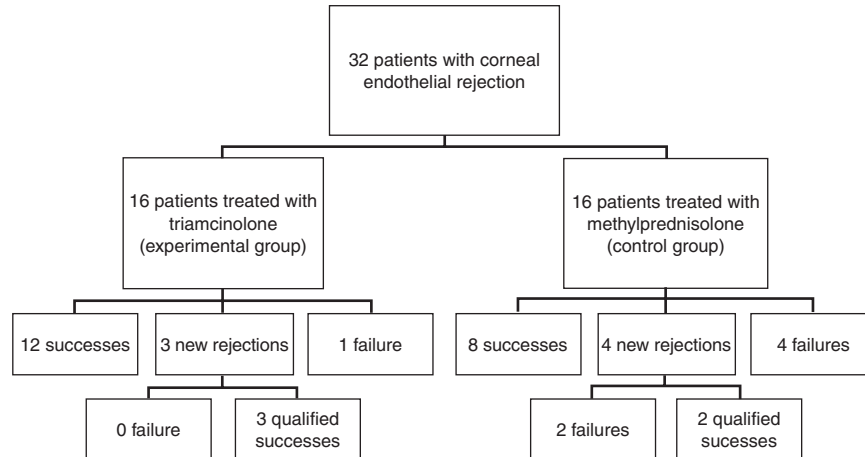 32 patients with corneal
endothelial rejection
16 patients treated with
triamcinolone
(experimental group)
16 patients treated with
methylprednisolone
(control group)
12 successes
3 new rejections
1 failure
8 successes
4 new rejections
4 failures
0 failure
3 qualified
successes
2 failures
2 qualified
sucesses